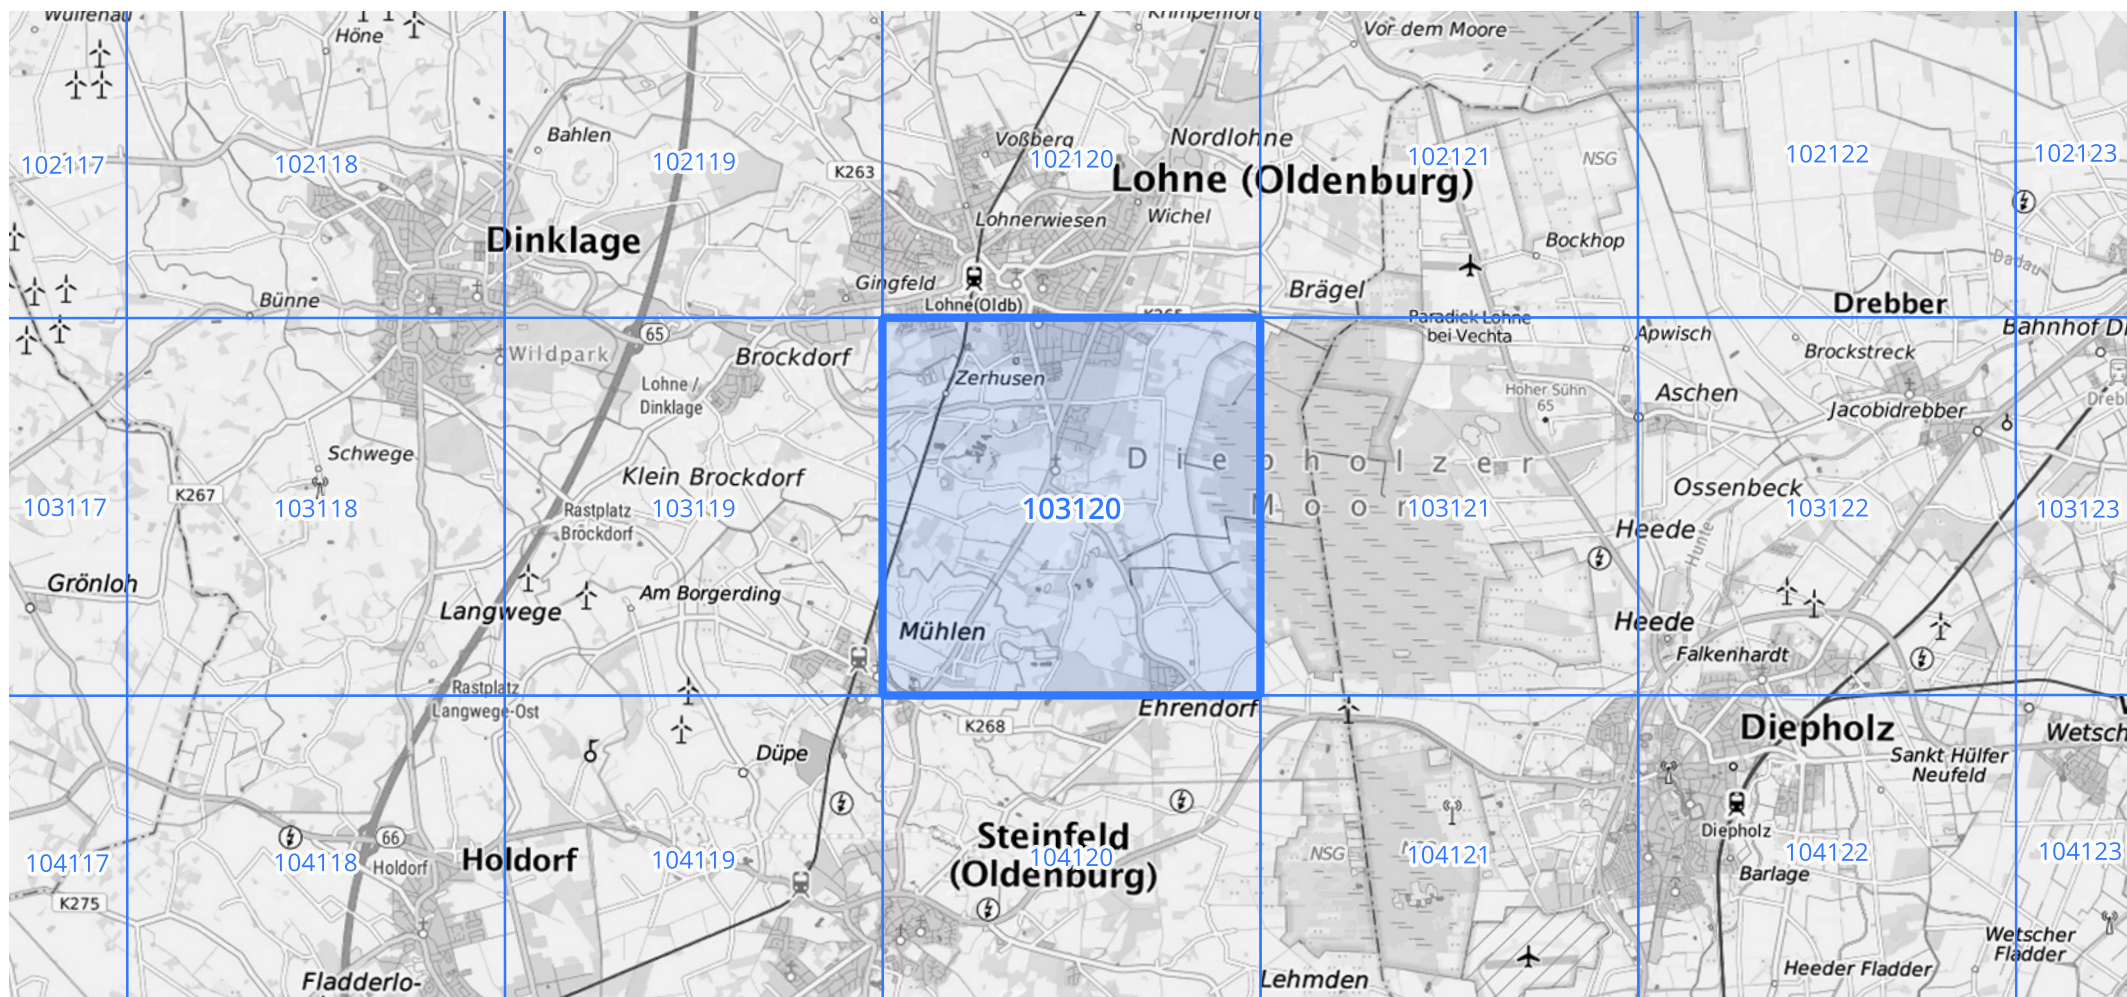 Höne
Vor dem Moore
Bahlen
Voßberg
Nordlohne
102117
102118
102119
102120
102121
NSG
102122
102123
K263
Lohne (Oldenburg)
Lohnerwiesen
Wichel
Dinklage
Bockhop
Dadau
Gingfeld
Brägel
Bünne
Lohne(Oldb)
Drebber
K265
Paradiek Lohne
bei Vechta
Apwisch
65
Wildpark
Brockdorf
Brockstreck
Zerhusen
Lohne /
Dinklage
Hoher Sühn
65
Aschen
Jacobidrebber
Schwege
Diepholzer
Moor
Klein Brockdorf
K267
Ossenbeck
103117
103118
Rastplatz
Brockdorf
103119
103120
103121
103122
103123
Heede
Hunte
Grönloh
Am Borgerding
Langwege
Mühlen
Heede
Falkenhardt
Rastplatz
Langwege-Ost
Ehrendorf
K268
Diepholz
Wetsch
Düpe
Sankt Hülfer
Neufeld
Diepholz
66
Holdorf
Holdorf
Steinfeld
(Oldenburg)
NSG
104117
104118
104119
104120
104121
104122
104123
Barlage
K275
Wetscher
Fladder
Heeder Fladder
Fladderlo-
Lehmden